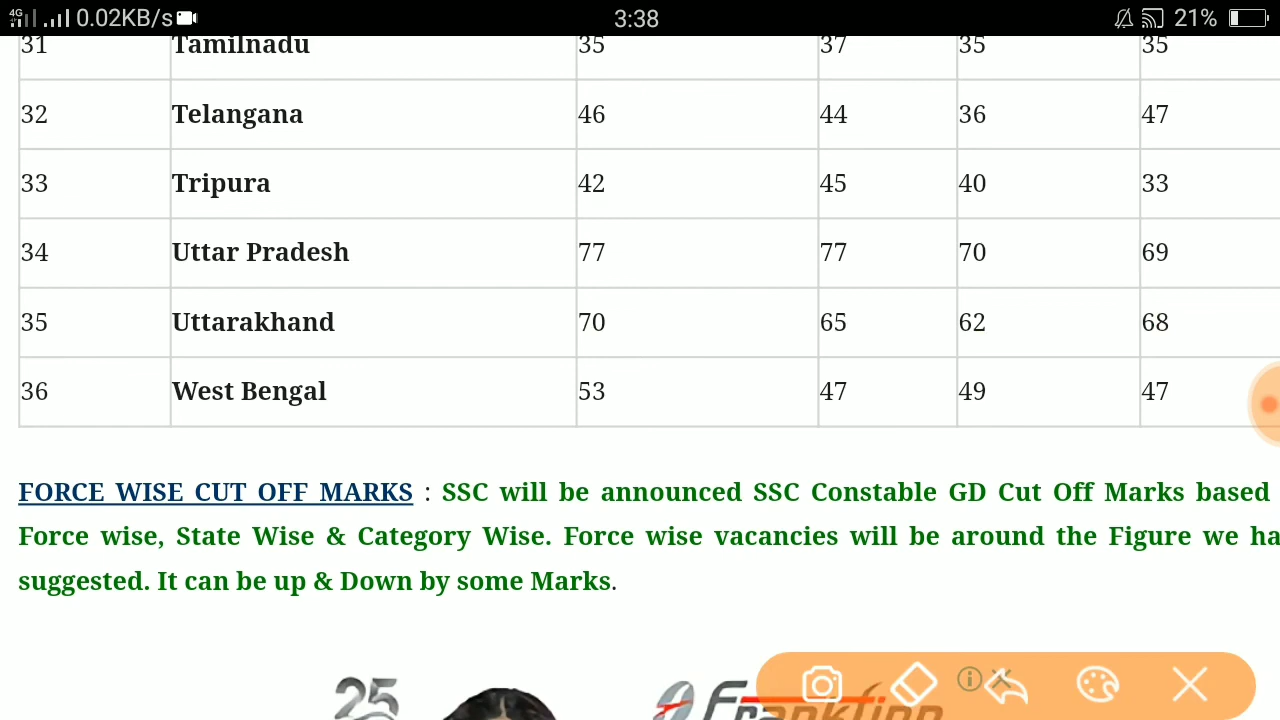 4G 0.02KB/s 3:38 21%
31 Tamilnadu 35 37 35 35
32 Telangana 46 44 36 47
33 Tripura 42 45 40 33
34 Uttar Pradesh 77 77 70 69
35 Uttarakhand 70 65 62 68
36 West Bengal 53 47 49 47
FORCE WISE CUT OFF MARKS : SSC will be announced SSC Constable GD Cut Off Marks based
Force wise, State Wise & Category Wise. Force wise vacancies will be around the Figure we ha
suggested. It can be up & Down by some Marks.
25